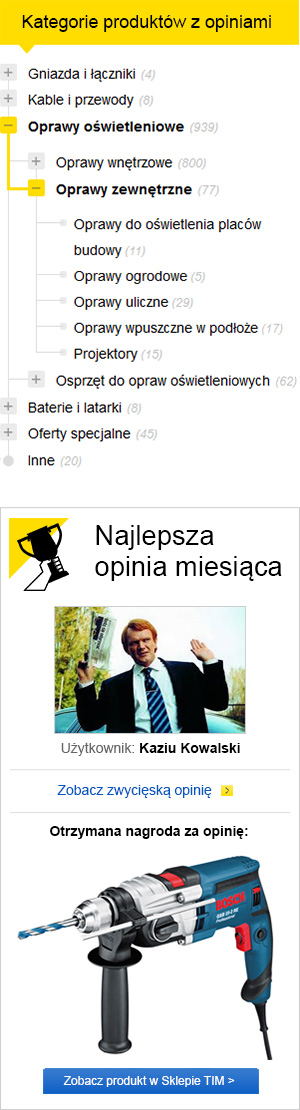 Kategorie produktów z opiniami
Gniazda i łączniki (4)
Kable i przewody (8)
Oprawy oświetleniowe (939)
Oprawy wnętrzowe (800)
Oprawy zewnętrzne (77)
Oprawy do oświetlenia placów
budowy (11)
Oprawy ogrodowe (5)
Oprawy uliczne (29)
Oprawy wpuszczne w podłoże (17)
Projektory (15)
Osprzęt do opraw oświetleniowych (62)
Baterie i latarki (8)
Oferty specjalne (45)
Inne (20)
Najlepsza
opinia miesiąca
Użytkownik: Kaziu Kowalski
Zobacz zwycięską opinię
Otrzymana nagroda za opinię:
BOSCH
Professional
Zobacz produkt w Sklepie TIM >